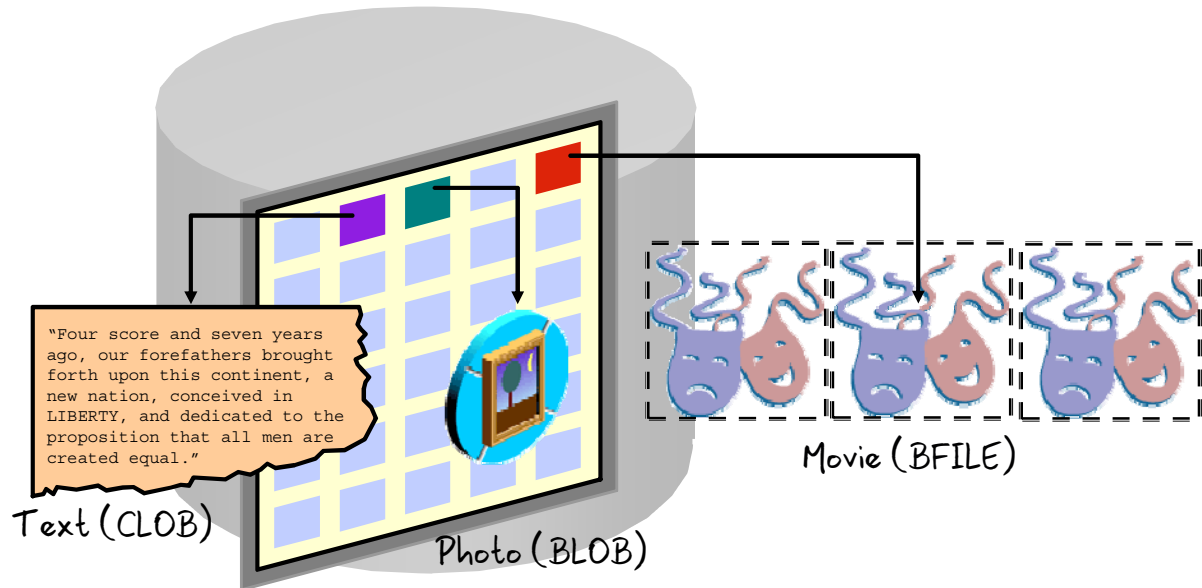 “Four score and seven years
ago, our forefathers brought
forth upon this continent, a
new nation, conceived in
LIBERTY, and dedicated to the
proposition that all men are
created equal.”
Text (CLOB)
Photo (BLOB)
Movie (BFILE)